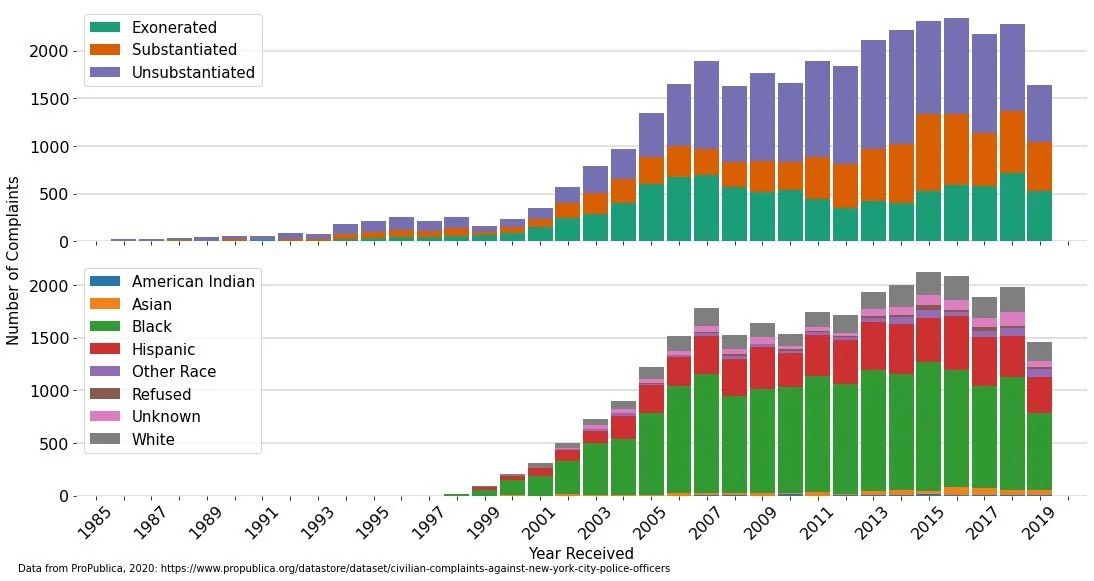 Exonerated
Substantiated
Unsubstantiated
2000
1500
1000
500
0
Number of Complaints
American Indian
Asian
Black
Hispanic
Other Race
Refused
Unknown
White
2000
1500
1000
500
0
1985
1987
1989
1991
1993
1995
1997
1999
2001
2003
2005
2007
2009
2011
2013
2015
2017
2019
Year Received
Data from ProPublica, 2020: https://www.propublica.org/datastore/dataset/civilian-complaints-against-new-york-city-police-officers